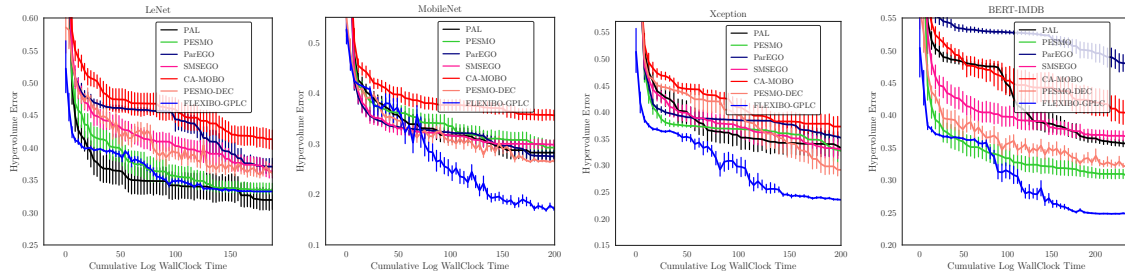 LeNet
0.60
0.55
0.50
0.45
0.40
0.35
0.30
0.25
Hypervolume Error
0
50
100
150
Cumulative Log WallClock Time
PAL
PESMO
ParEGO
SMSEGO
CA-MOBO
PESMO-DEC
FLEXIBO-GPLC
MobileNet
0.5
0.4
0.3
0.2
0.1
Hypervolume Error
0
50
100
150
200
Cumulative Log WallClock Time
PAL
PESMO
ParEGO
SMSEGO
CA-MOBO
PESMO-DEC
FLEXIBO-GPLC
Xception
0.55
0.50
0.45
0.40
0.35
0.30
0.25
0.15
Hypervolume Error
0
50
100
150
200
Cumulative Log WallClock Time
PAL
PESMO
ParEGO
SMSEGO
CA-MOBO
PESMO-DEC
FLEXIBO-GPLC
BERT-IMDB
0.55
0.50
0.45
0.40
0.35
0.30
0.25
0.20
Hypervolume Error
0
50
100
150
200
Cumulative Log WallClock Time
PAL
PESMO
ParEGO
SMSEGO
CA-MOBO
PESMO-DEC
FLEXIBO-GPLC